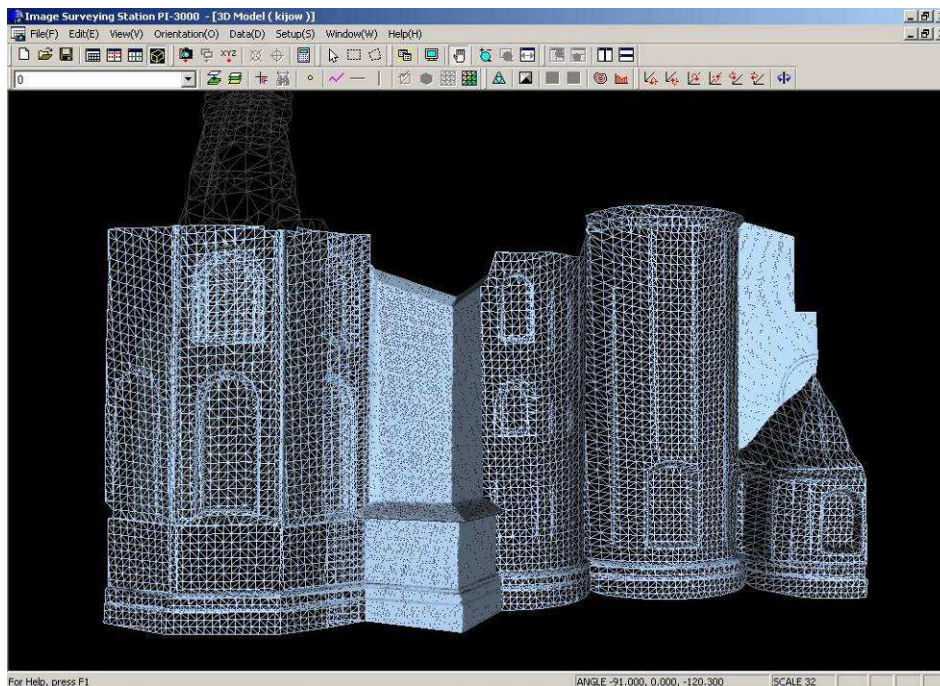 Image Surveying Station PI-3000 - [3D Model ( kijow )]
File(F) Edit(E) View(V) Orientation(O) Data(D) Setup(S) Window(W) Help(H)
XYZ
0
For Help, press F1 ANGLE -91.000, 0.000, -120.300 SCALE 32